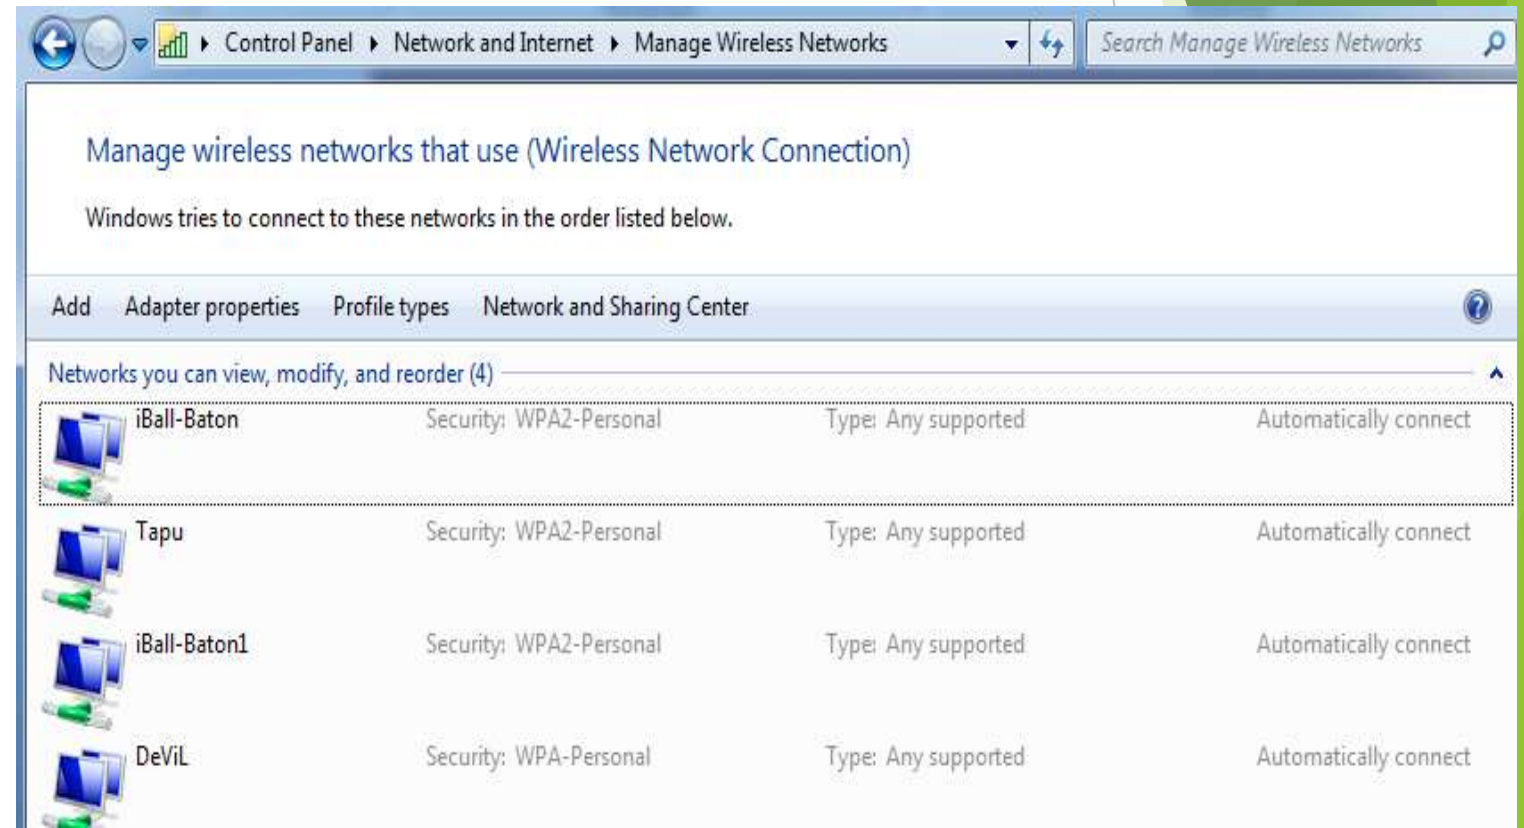 Control Panel Network and Internet Manage Wireless Networks Search Manage Wireless Networks
Manage wireless networks that use (Wireless Network Connection)
Windows tries to connect to these networks in the order listed below.
Add Adapter properties Profile types Network and Sharing Center
Networks you can view, modify, and reorder (4)
iBall-Baton Security: WPA2-Personal Type: Any supported Automatically connect
Tapu Security: WPA2-Personal Type: Any supported Automatically connect
iBall-Baton1 Security: WPA2-Personal Type: Any supported Automatically connect
DeViL Security: WPA-Personal Type: Any supported Automatically connect